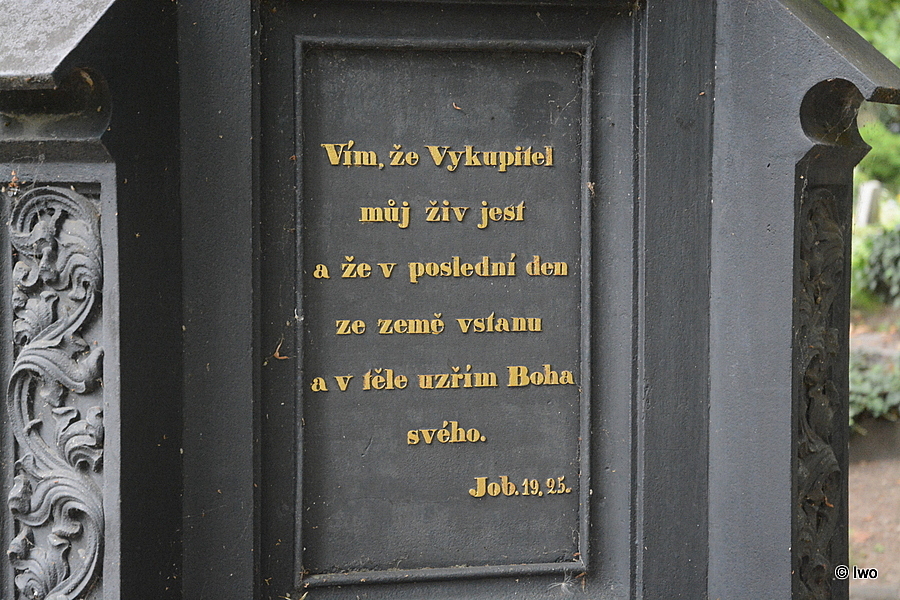 Vím, že Vykupitel
můj živ jest
a že v poslední den
ze země vstanu
a v těle uzřím Boha
svého.
Job. 19, 25.
© Iwo